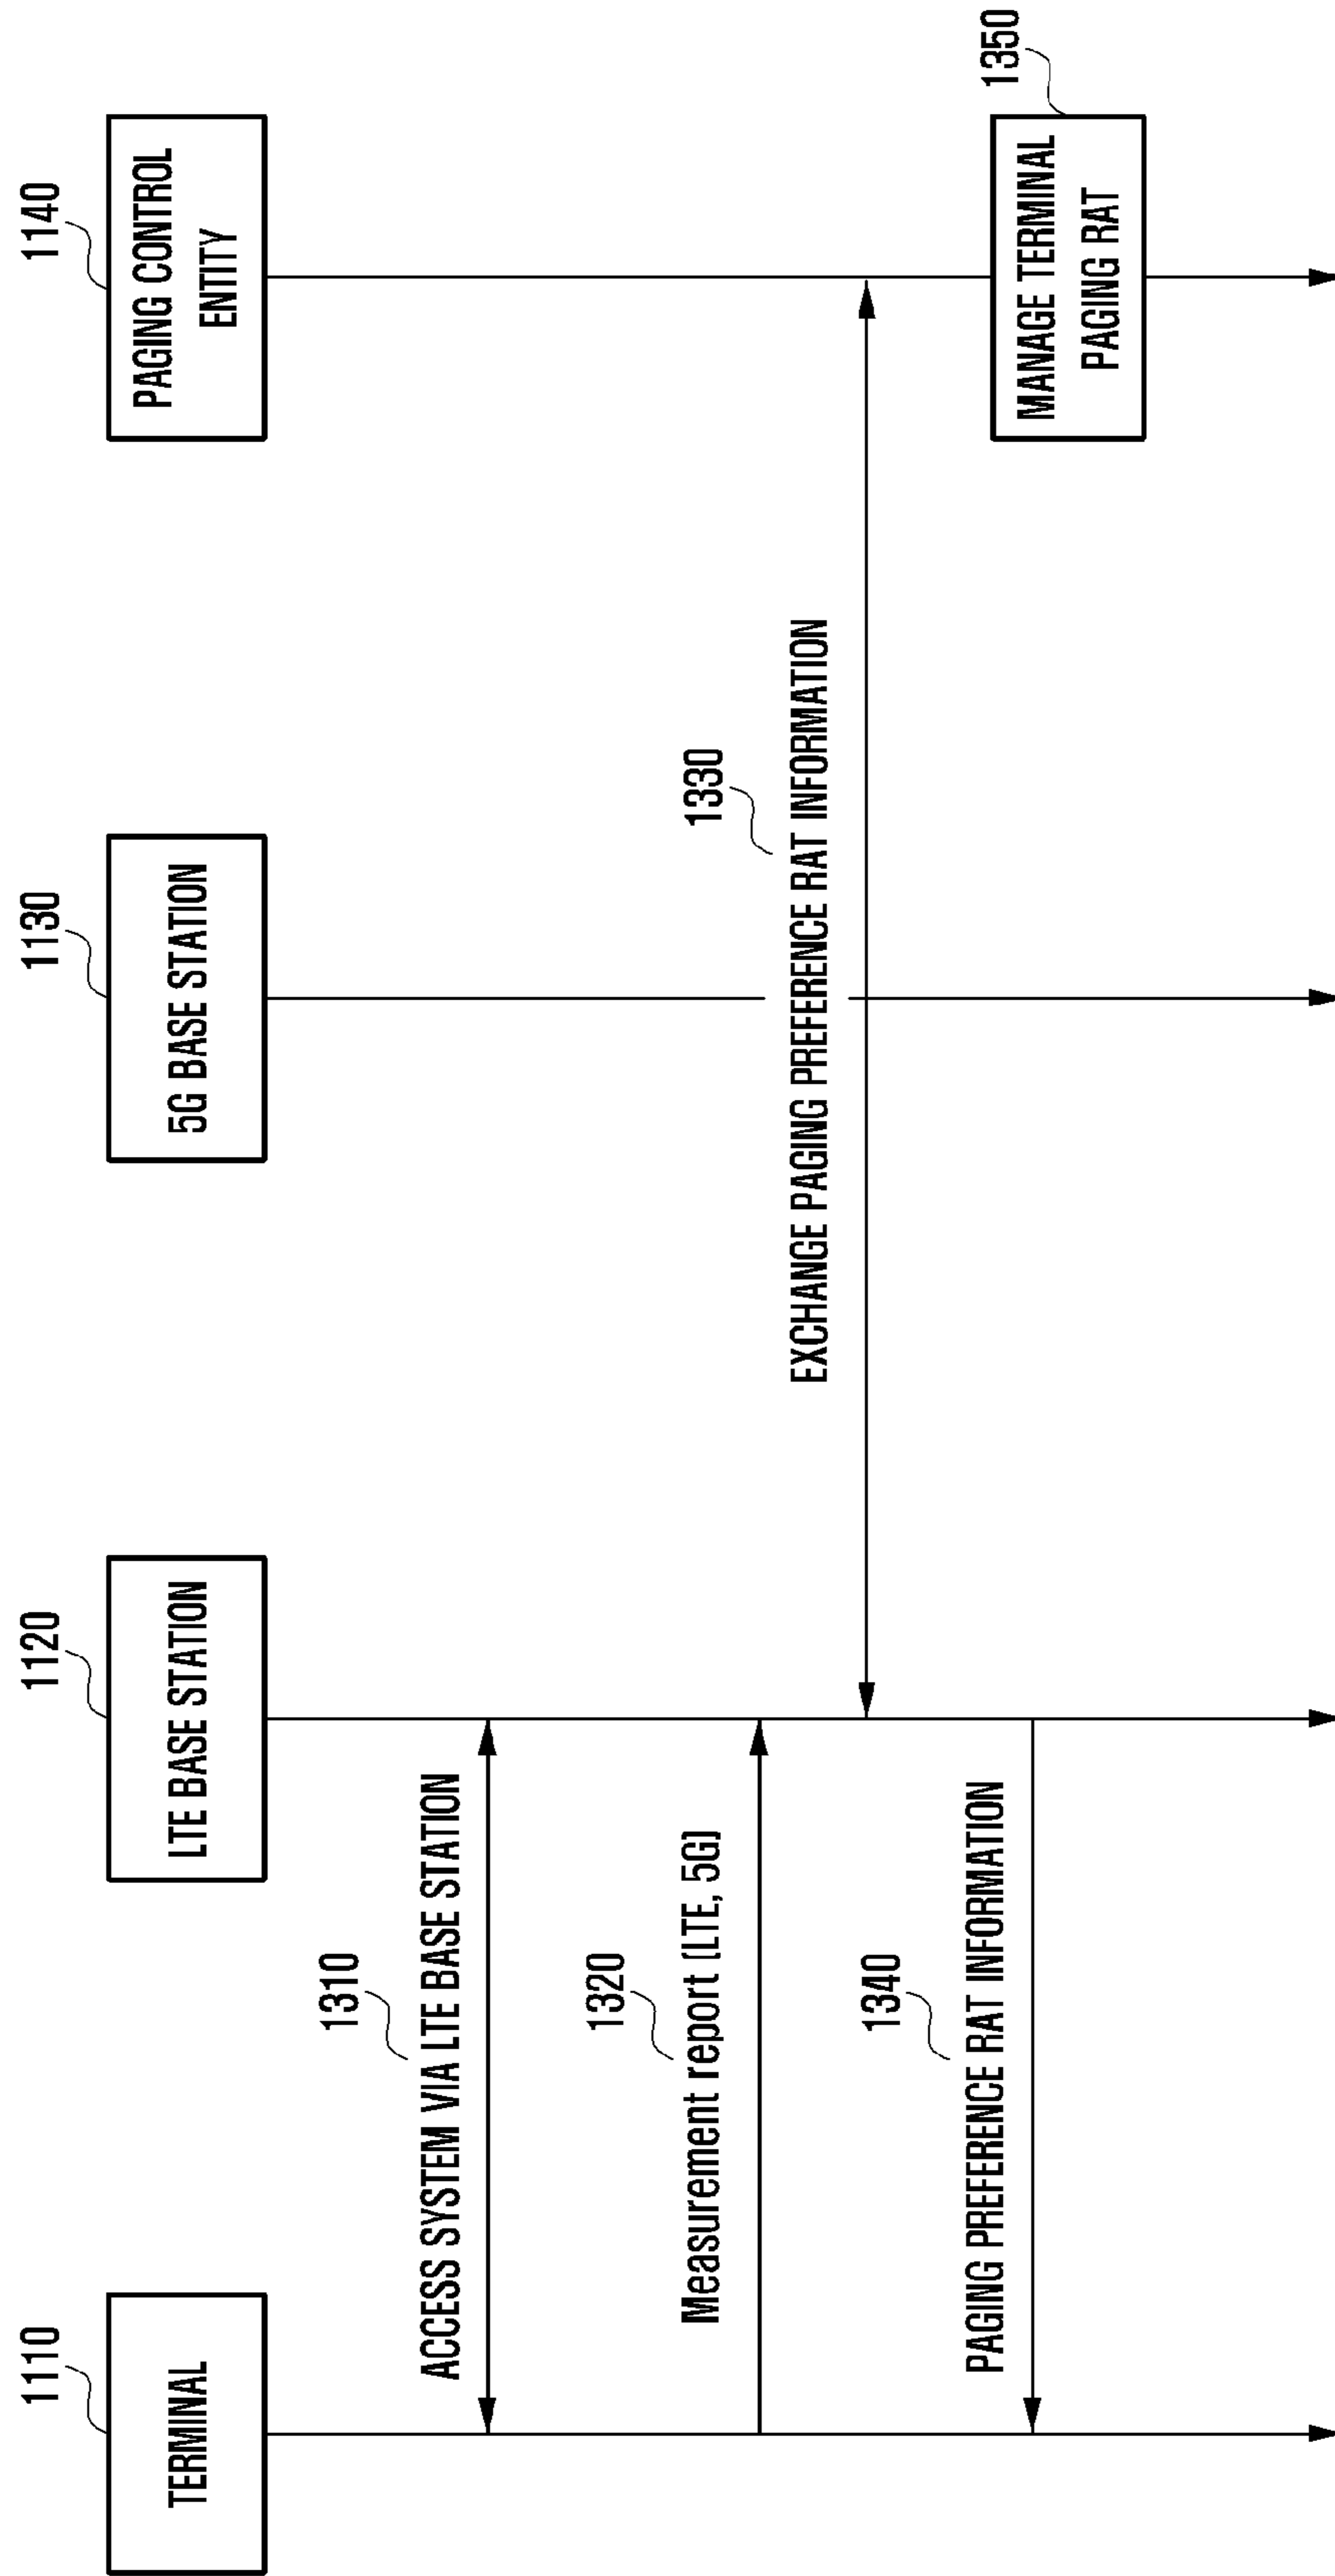 1110
1120
1130
1140
TERMINAL
LTE BASE STATION
5G BASE STATION
PAGING CONTROL
ENTITY
1310
ACCESS SYSTEM VIA LTE BASE STATION
1320
Measurement report (LTE, 5G)
1330
EXCHANGE PAGING PREFERENCE RAT INFORMATION
1340
PAGING PREFERENCE RAT INFORMATION
1350
MANAGE TERMINAL
PAGING RAT